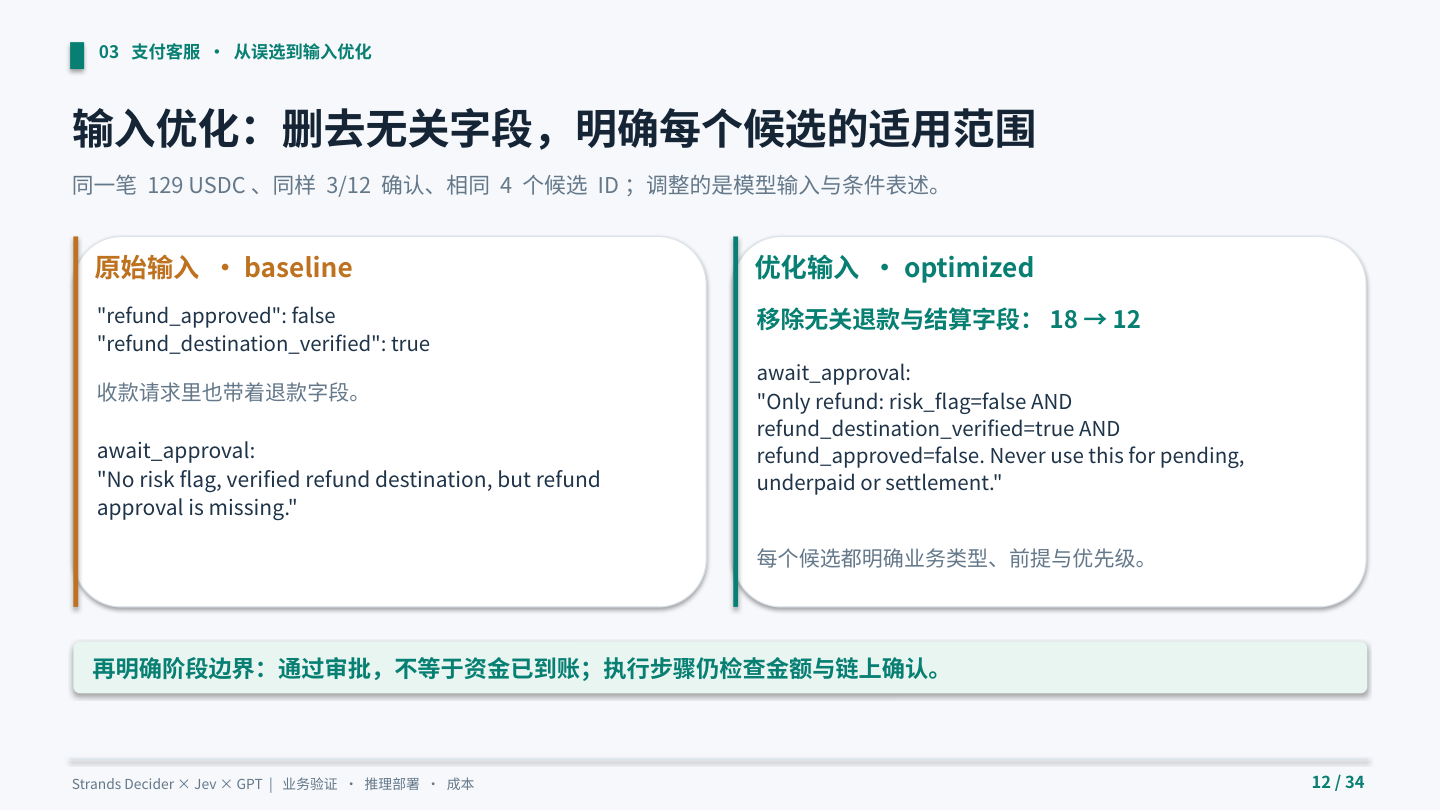 03 支付客服 · 从误选到输入优化
输入优化：删去无关字段，明确每个候选的适用范围
同一笔 129 USDC、同样 3/12 确认、相同 4 个候选 ID；调整的是模型输入与条件表述。
原始输入 · baseline
"refund_approved": false
"refund_destination_verified": true
收款请求里也带着退款字段。
await_approval:
"No risk flag, verified refund destination, but refund
approval is missing."
优化输入 · optimized
移除无关退款与结算字段： 18 → 12
await_approval:
"Only refund: risk_flag=false AND
refund_destination_verified=true AND
refund_approved=false. Never use this for pending,
underpaid or settlement."
每个候选都明确业务类型、前提与优先级。
再明确阶段边界：通过审批，不等于资金已到账；执行步骤仍检查金额与链上确认。
Strands Decider × Jev × GPT | 业务验证 · 推理部署 · 成本
12 / 34